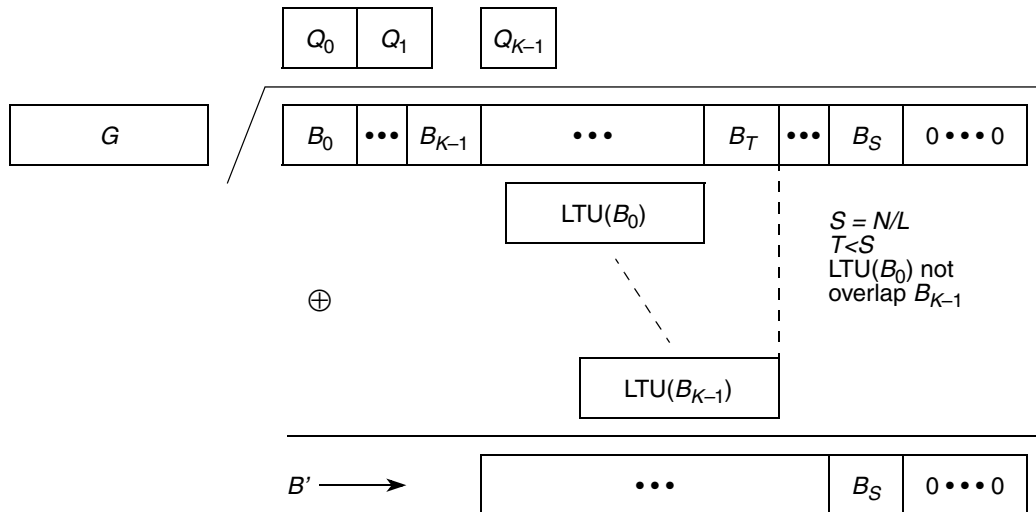 Q0 Q1 QK–1
G B0 ••• BK–1 ••• BT ••• BS 0 ••• 0
LTU(B0)
S = N/L
T<S
LTU(B0) not
overlap BK–1
⊕
LTU(BK–1)
B’ ••• BS 0 ••• 0